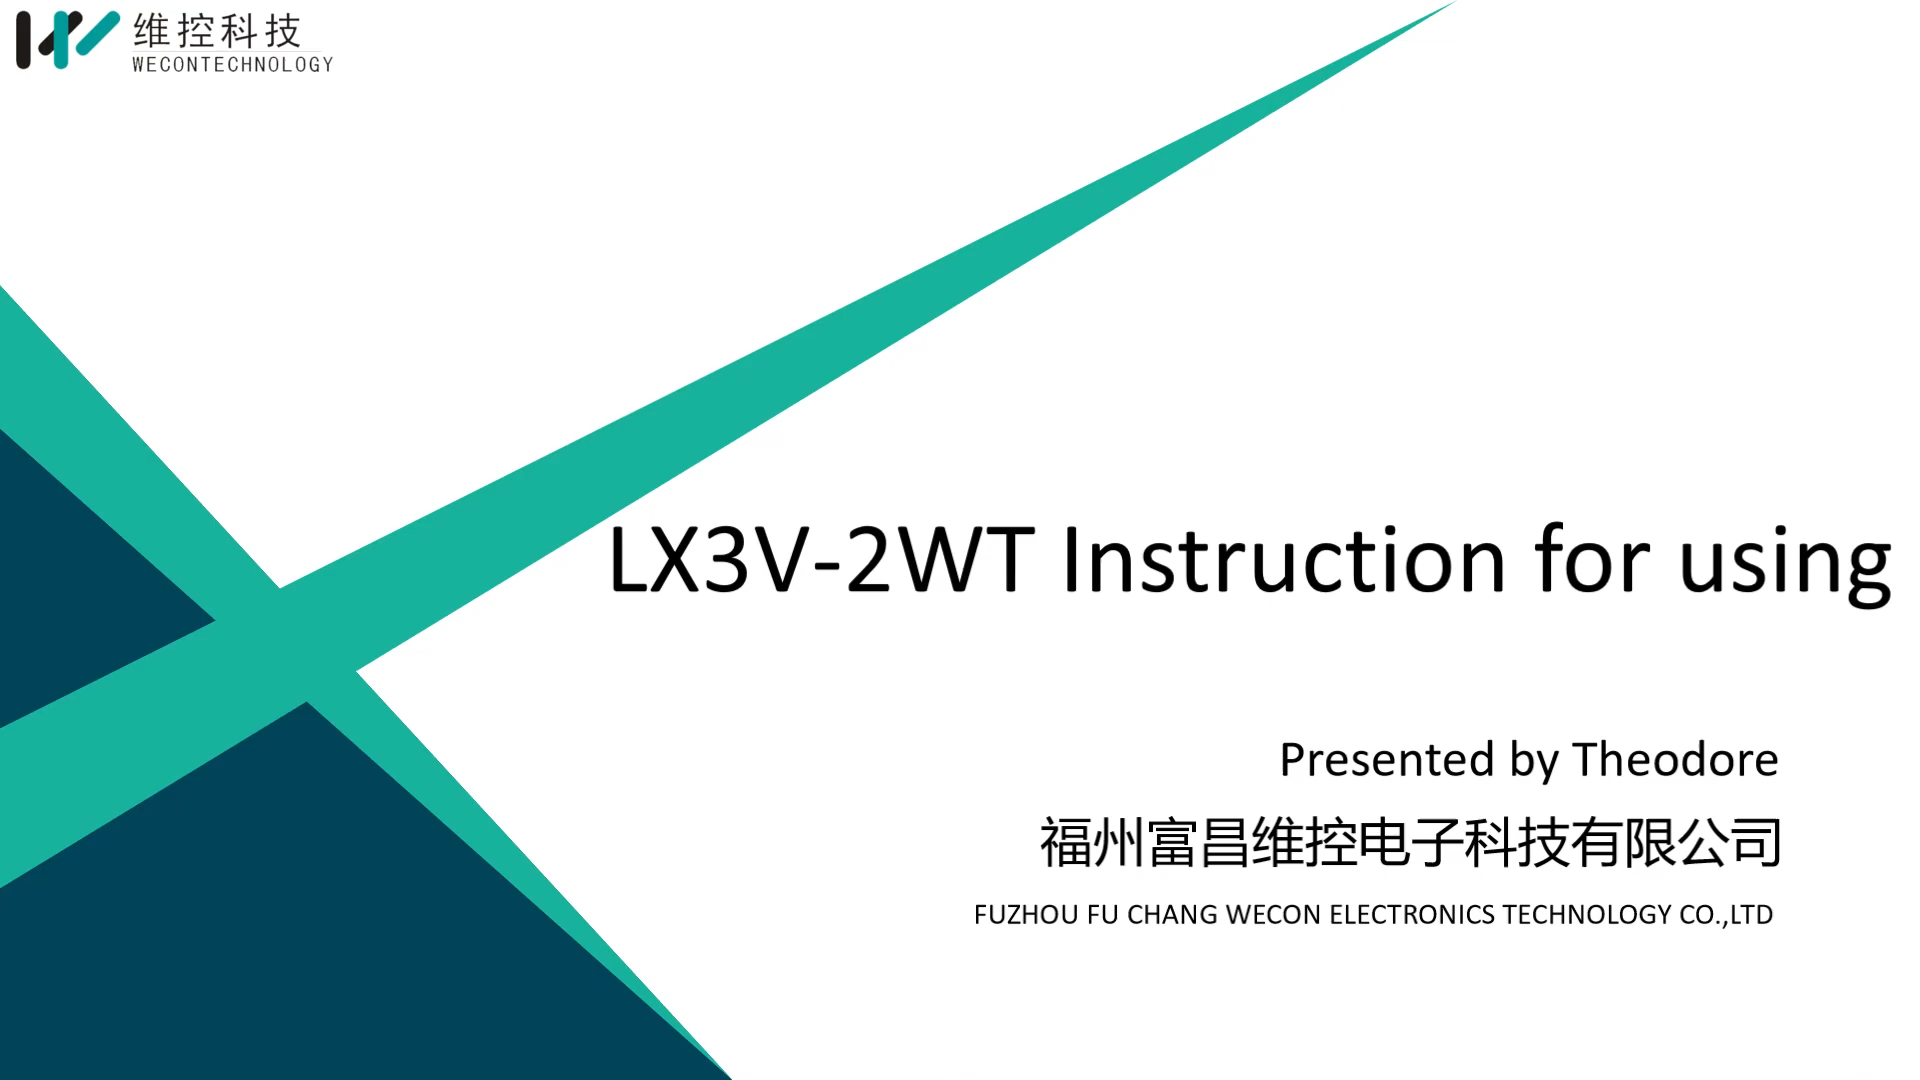 维控科技
WECONTECHNOLOGY
LX3V-2WT Instruction for using
Presented by Theodore
福州富昌维控电子科技有限公司
FUZHOU FU CHANG WECON ELECTRONICS TECHNOLOGY CO.,LTD